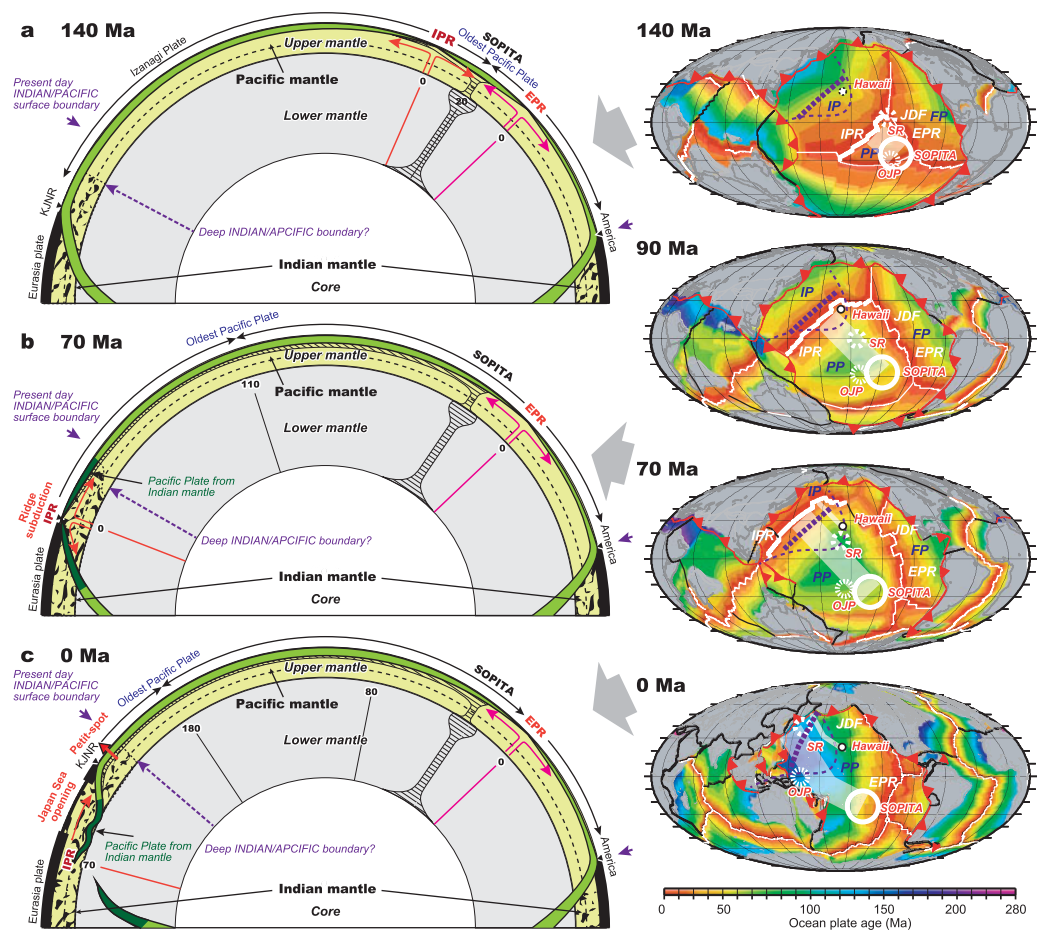 a 140 Ma
Izanagi Plate
IPR
Oldest Pacific Plate
SOPITA
Upper mantle
Pacific mantle
Lower mantle
0
20
EPR
0
Present day
INDIAN/PACIFIC
surface boundary
KJNR
Eurasia plate
America
Deep INDIAN/APCIFIC boundary?
Indian mantle
Core
b 70 Ma
Oldest Pacific Plate
Upper mantle
SOPITA
Pacific mantle
110
Lower mantle
EPR
0
Present day
INDIAN/PACIFIC
surface boundary
Pacific Plate from
Indian mantle
Ridge
subduction
IPR
0
Eurasia plate
America
Deep INDIAN/APCIFIC boundary?
Indian mantle
Core
c 0 Ma
Oldest Pacific Plate
Upper mantle
SOPITA
Pacific mantle
80
180
Lower mantle
EPR
0
Present day
INDIAN/PACIFIC
surface boundary
Petit-spot
KJNR
Japan Sea
opening
IPR
Pacific Plate from
Indian mantle
70
Eurasia plate
America
Deep INDIAN/APCIFIC boundary?
Indian mantle
Core
140 Ma
Hawaii
IP
JDF
FP
SR
IPR
EPR
PP
SOPITA
OJP
90 Ma
IP
Hawaii
JDF
FP
SR
IPR
EPR
PP
SOPITA
OJP
70 Ma
IP
Hawaii
JDF
IPR
SR
FP
EPR
PP
SOPITA
OJP
0 Ma
JDF
SR
Hawaii
PP
OJP
EPR
SOPITA
0 50 100 150 200 280
Ocean plate age (Ma)